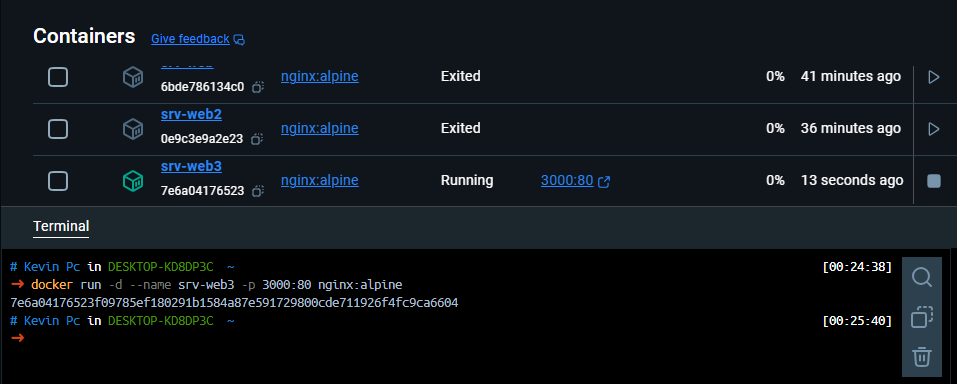 Containers Give feedback
6bde786134c0 nginx:alpine Exited 0% 41 minutes ago
srv-web2
0e9c3e9a2e23 nginx:alpine Exited 0% 36 minutes ago
srv-web3
7e6a04176523 nginx:alpine Running 3000:80 0% 13 seconds ago
Terminal
# Kevin Pc in DESKTOP-KD8DP3C ~ [00:24:38]
→ docker run -d --name srv-web3 -p 3000:80 nginx:alpine
7e6a04176523f09785ef180291b1584a87e591729800cde711926f4fc9ca6604
# Kevin Pc in DESKTOP-KD8DP3C ~ [00:25:40]
→